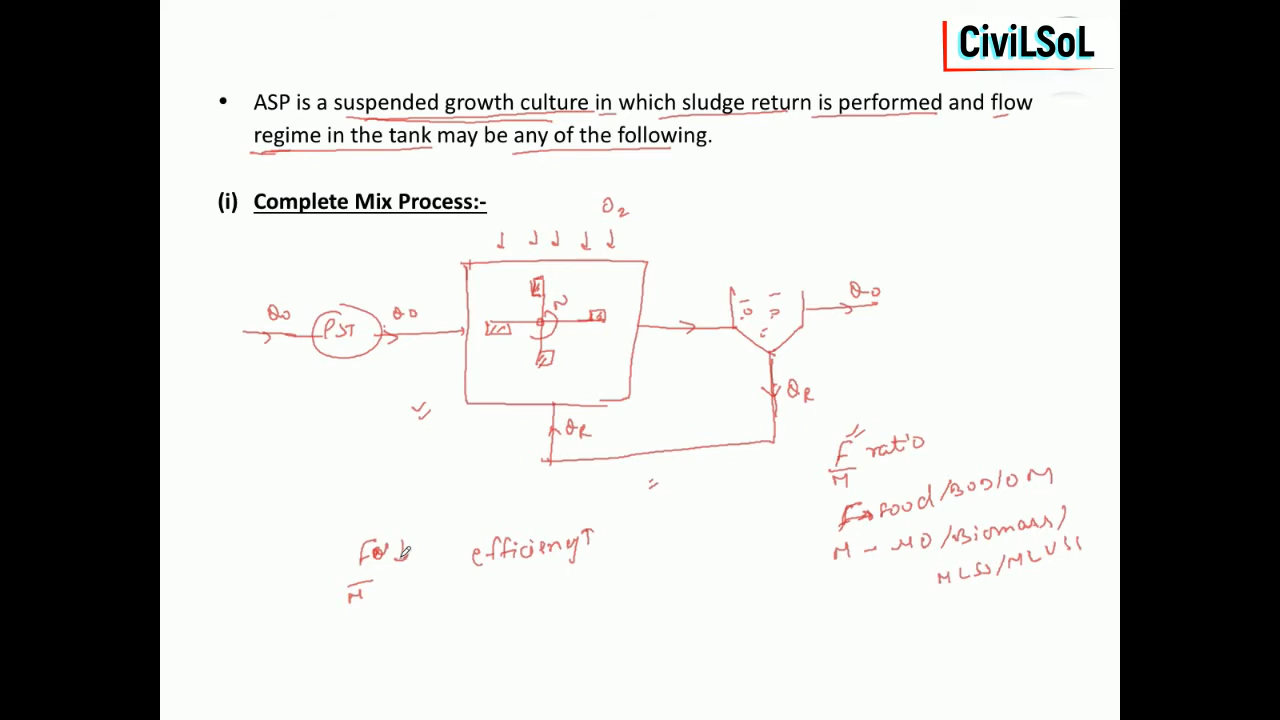 CiviLSoL
• ASP is a suspended growth culture in which sludge return is performed and flow
regime in the tank may be any of the following.
(i) Complete Mix Process:-
O2
Q0 PST Q0
Q0
QR
QR
F/M ratio
F→ Food/BOD/OM
M - MO/Biomass/
MLSS/MLVSS
F
M
efficieny↑